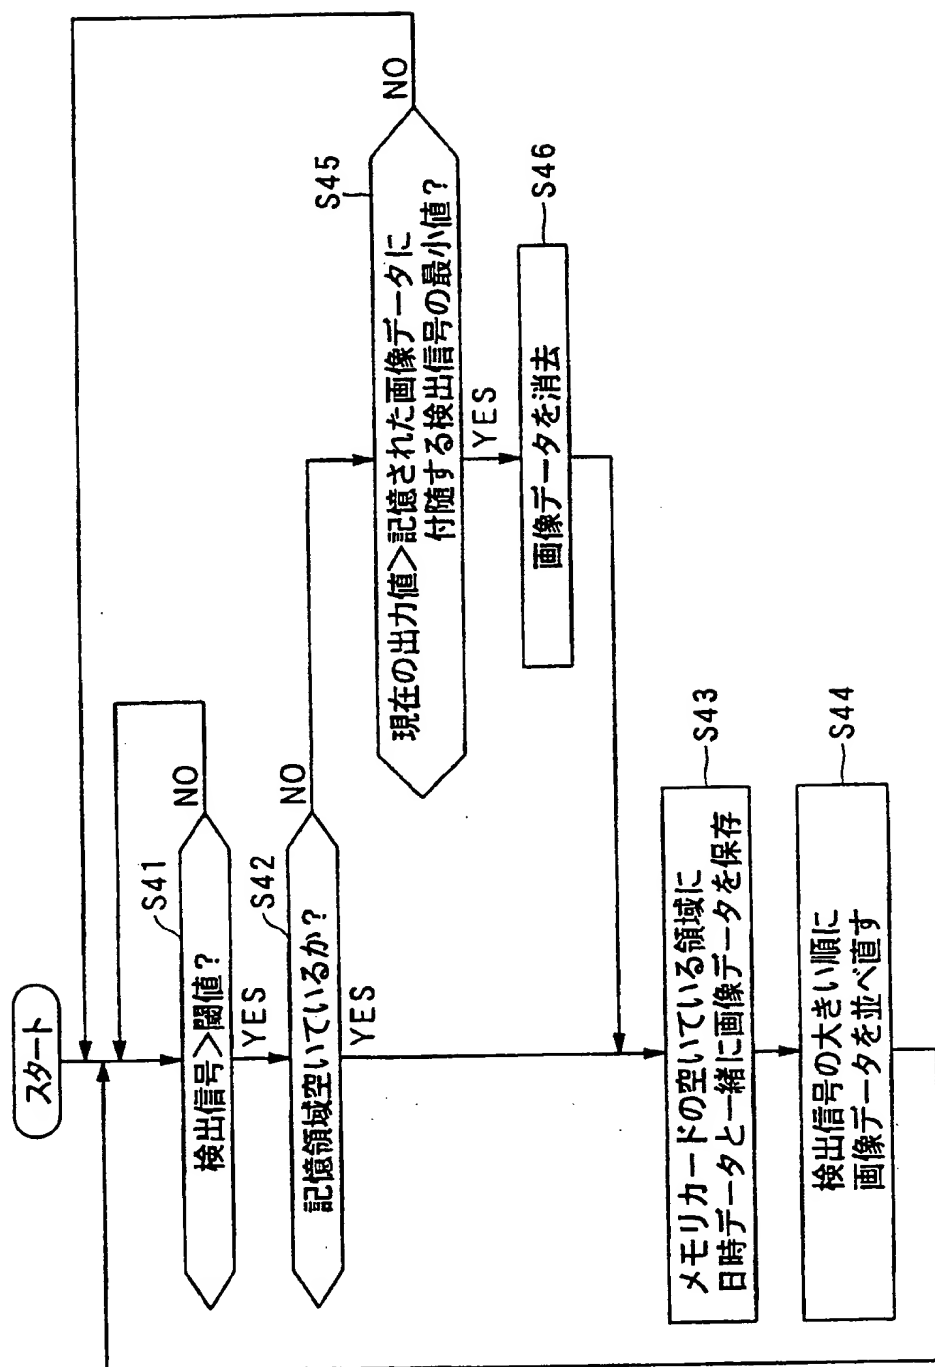 スタート
S41
検出信号>閾値?
NO
YES
S42
記憶領域空いているか?
NO
YES
S45
現在の出力値>記憶された画像データに
付随する検出信号の最小値?
NO
YES
S46
画像データを消去
S43
メモリカードの空いている領域に
日時データと一緒に画像データを保存
S44
検出信号の大きい順に
画像データを並べ直す